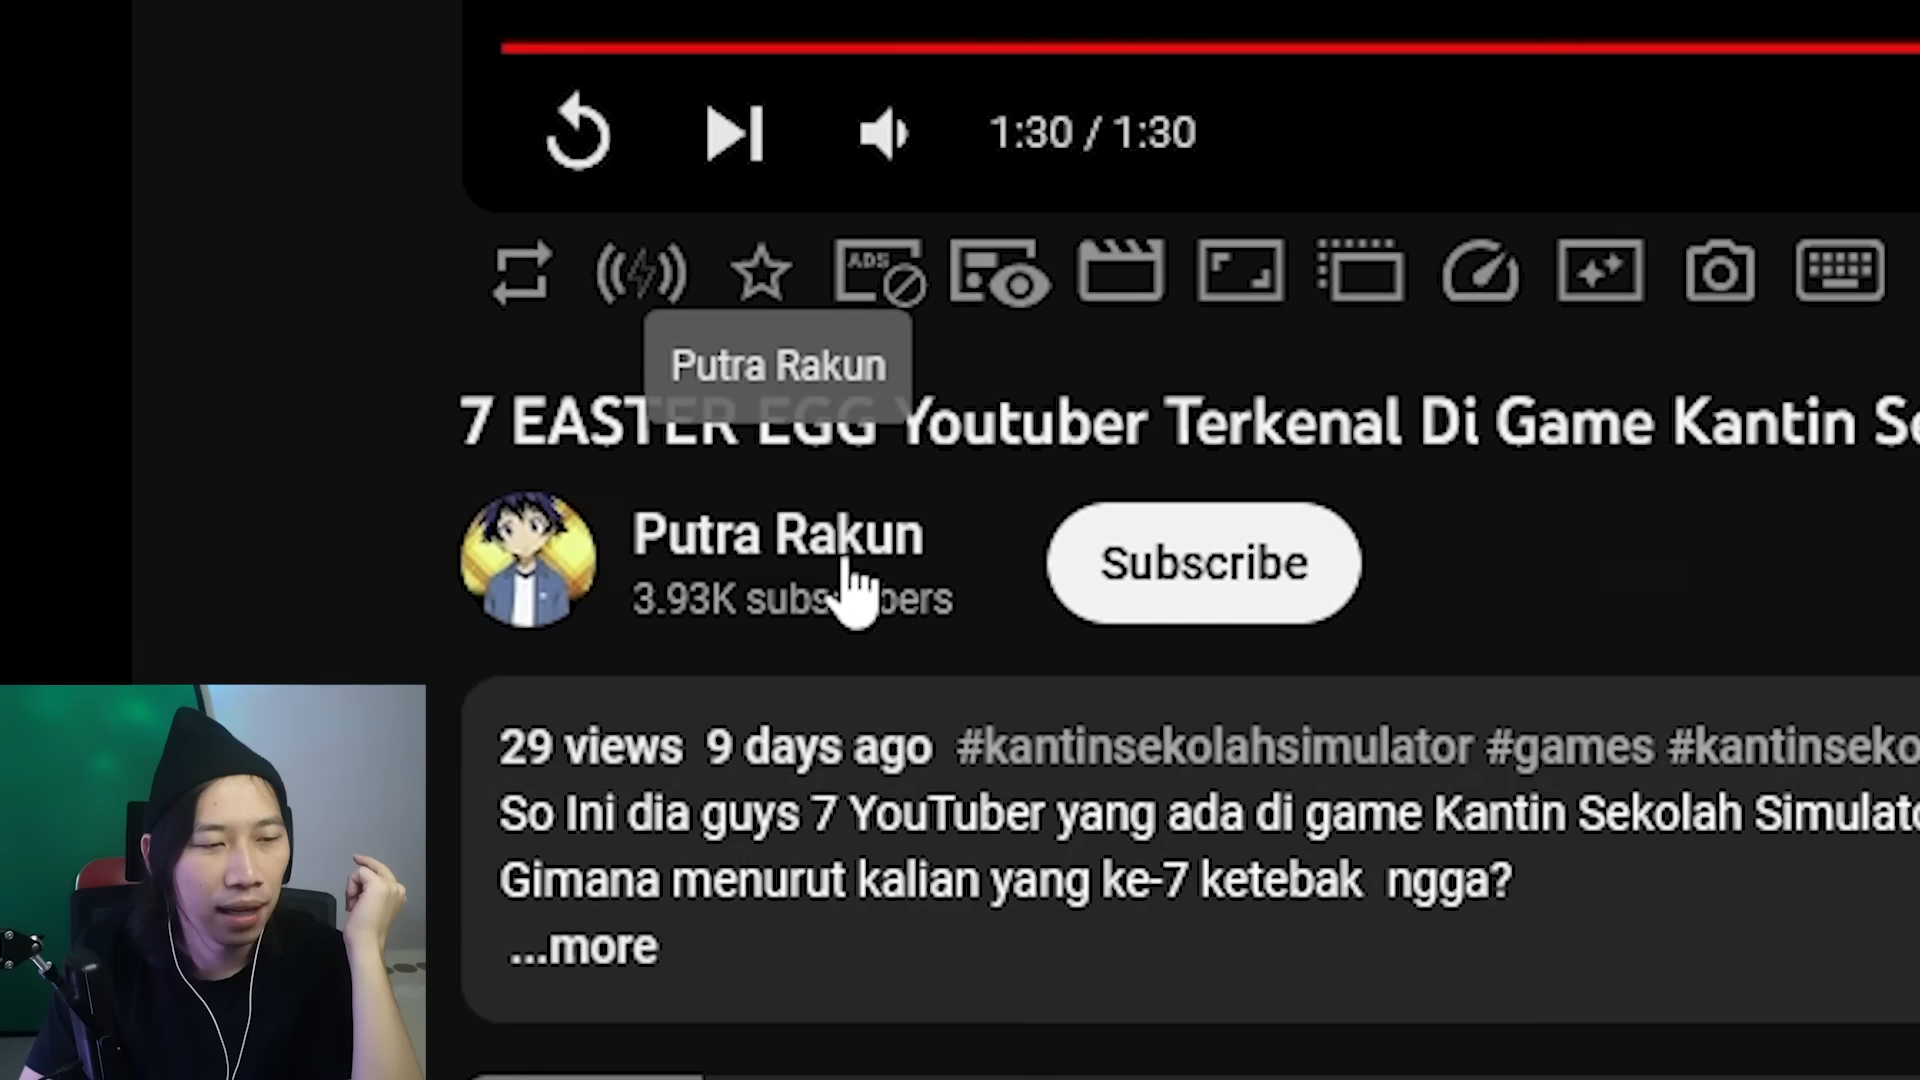 1:30 / 1:30
ADS
Putra Rakun
7 EASTER EGG Youtuber Terkenal Di Game Kantin
Putra Rakun
3.93K subscribers
Subscribe
29 views 9 days ago #kantinsekolahsimulator #games #kantinseko
So Ini dia guys 7 YouTuber yang ada di game Kantin Sekolah Simulato
Gimana menurut kalian yang ke-7 ketebak ngga?
...more